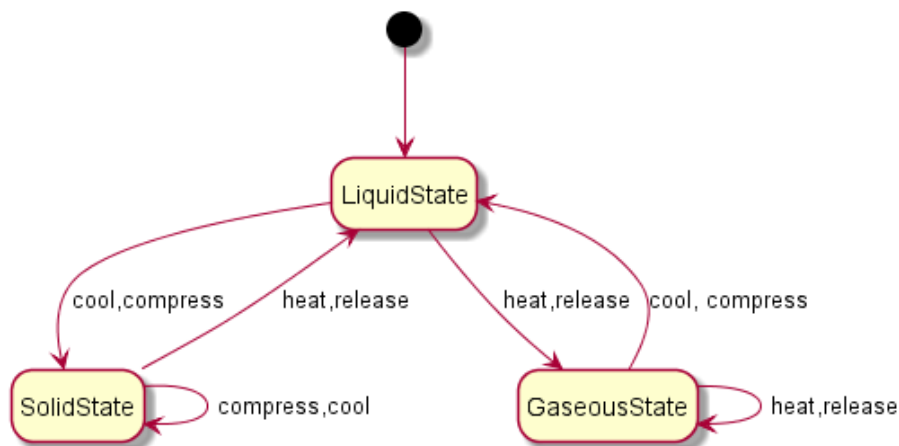 LiquidState
cool,compress
heat,release
heat,release
cool, compress
SolidState
compress,cool
GaseousState
heat,release